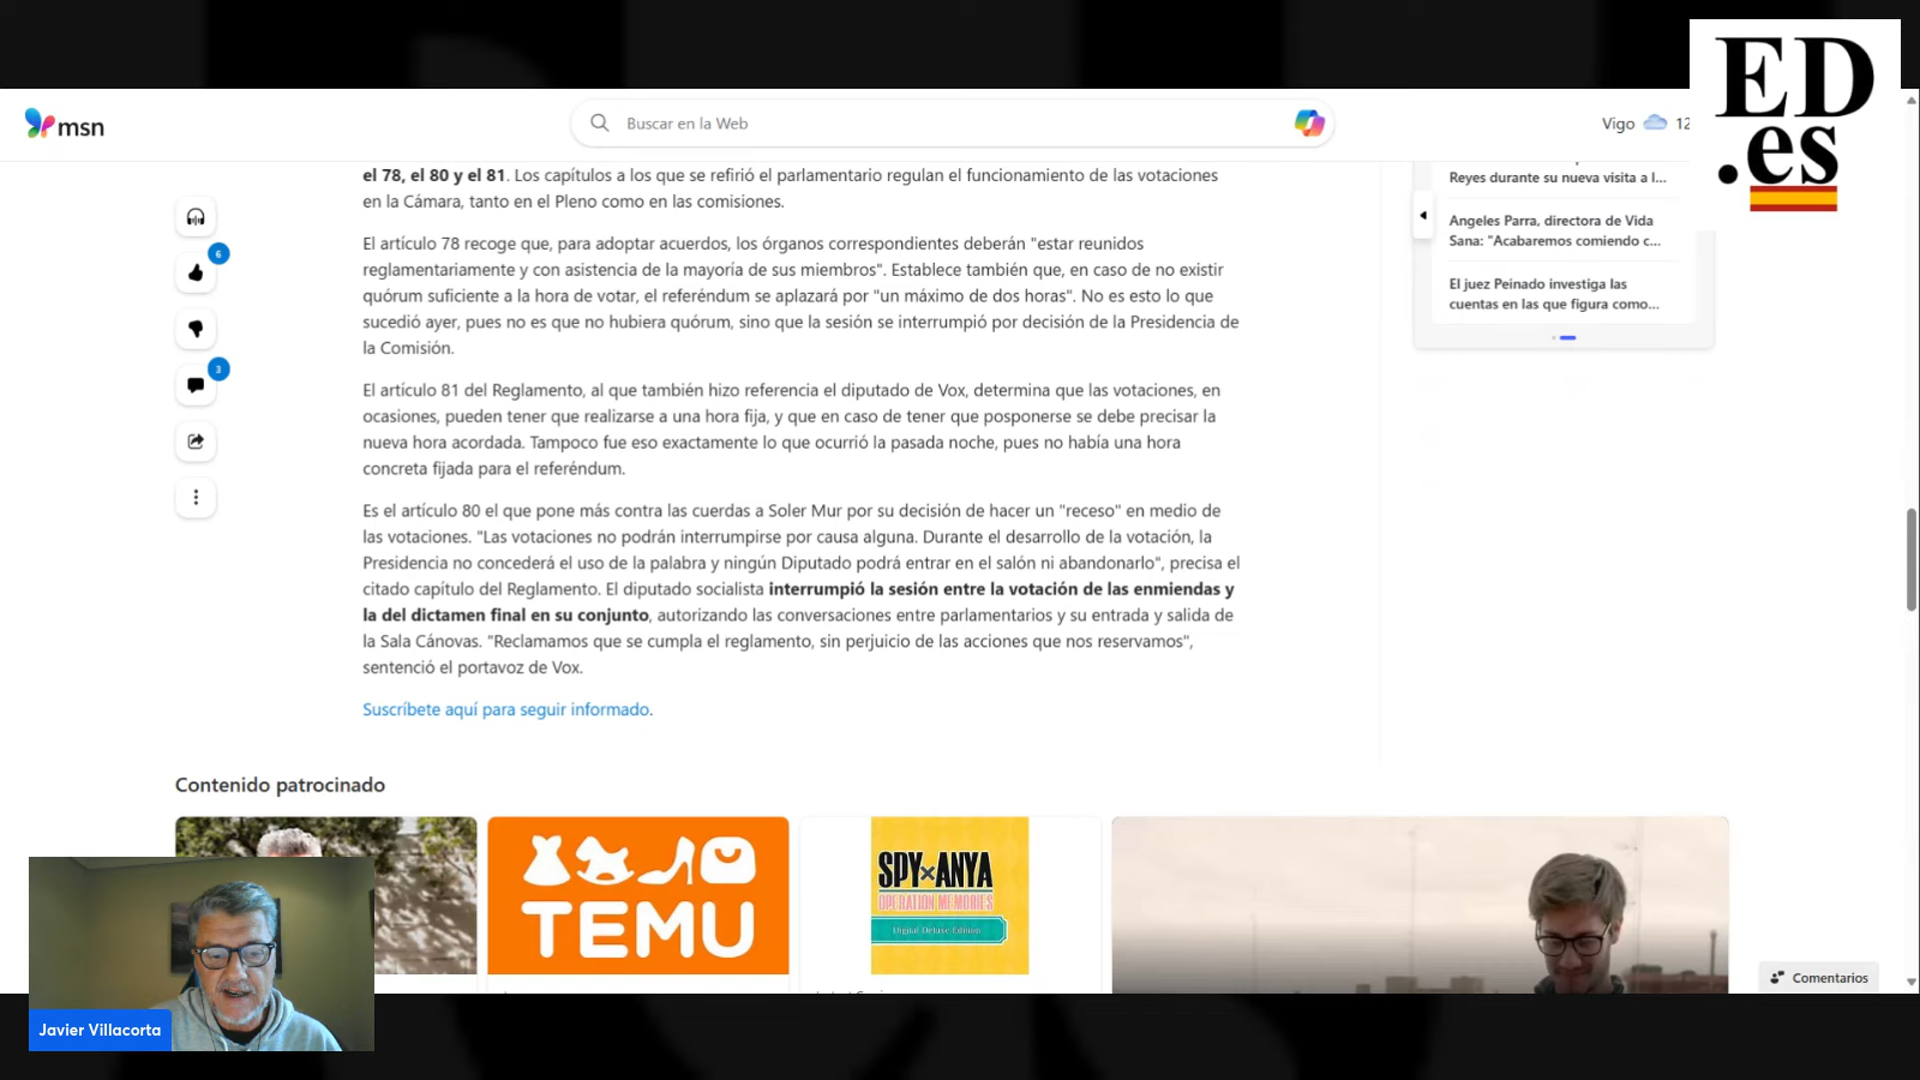 ED
.es
msn
Buscar en la Web
Vigo
12
el 78, el 80 y el 81. Los capítulos a los que se refirió el parlamentario regulan el funcionamiento de las votaciones
en la Cámara, tanto en el Pleno como en las comisiones.
El artículo 78 recoge que, para adoptar acuerdos, los órganos correspondientes deberán "estar reunidos
reglamentariamente y con asistencia de la mayoría de sus miembros". Establece también que, en caso de no existir
quórum suficiente a la hora de votar, el referéndum se aplazará por "un máximo de dos horas". No es esto lo que
sucedió ayer, pues no es que no hubiera quórum, sino que la sesión se interrumpió por decisión de la Presidencia de
la Comisión.
El artículo 81 del Reglamento, al que también hizo referencia el diputado de Vox, determina que las votaciones, en
ocasiones, pueden tener que realizarse a una hora fija, y que en caso de tener que posponerse se debe precisar la
nueva hora acordada. Tampoco fue eso exactamente lo que ocurrió la pasada noche, pues no había una hora
concreta fijada para el referéndum.
Es el artículo 80 el que pone más contra las cuerdas a Soler Mur por su decisión de hacer un "receso" en medio de
las votaciones. "Las votaciones no podrán interrumpirse por causa alguna. Durante el desarrollo de la votación, la
Presidencia no concederá el uso de la palabra y ningún Diputado podrá entrar en el salón ni abandonarlo", precisa el
citado capítulo del Reglamento. El diputado socialista interrumpió la sesión entre la votación de las enmiendas y
la del dictamen final en su conjunto, autorizando las conversaciones entre parlamentarios y su entrada y salida de
la Sala Cánovas. "Reclamamos que se cumpla el reglamento, sin perjuicio de las acciones que nos reservamos",
sentenció el portavoz de Vox.
Suscríbete aquí para seguir informado.
6
3
Reyes durante su nueva visita a l...
Angeles Parra, directora de Vida
Sana: "Acabaremos comiendo c...
El juez Peinado investiga las
cuentas en las que figura como...
Contenido patrocinado
TEMU
SPY×ANYA
OPERATION MEMORIES
Digital Deluxe Edition
Comentarios
Javier Villacorta